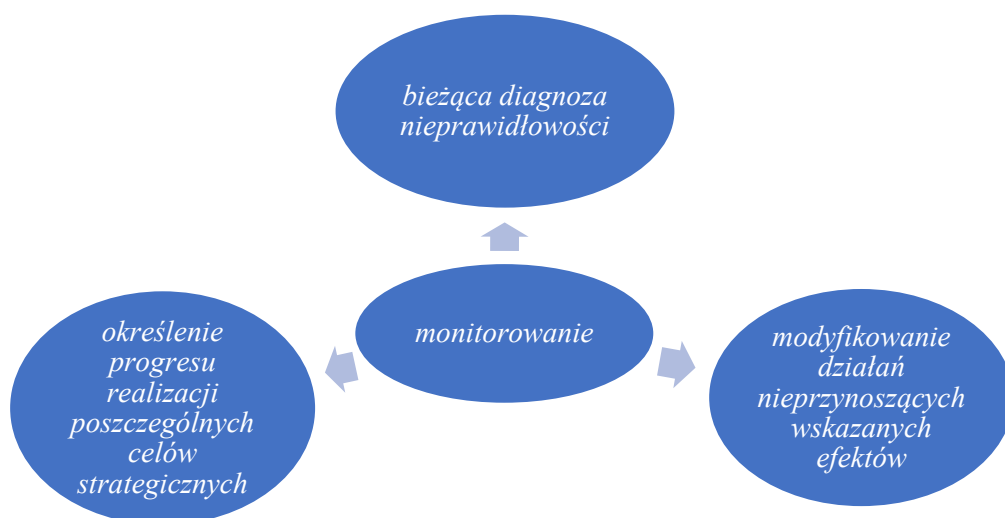 bieżąca diagnoza
nieprawidłowości
monitorowanie
określenie
progresu
realizacji
poszczególnych
celów
strategicznych
modyfikowanie
działań
nieprzynoszących
wskazanych
efektów